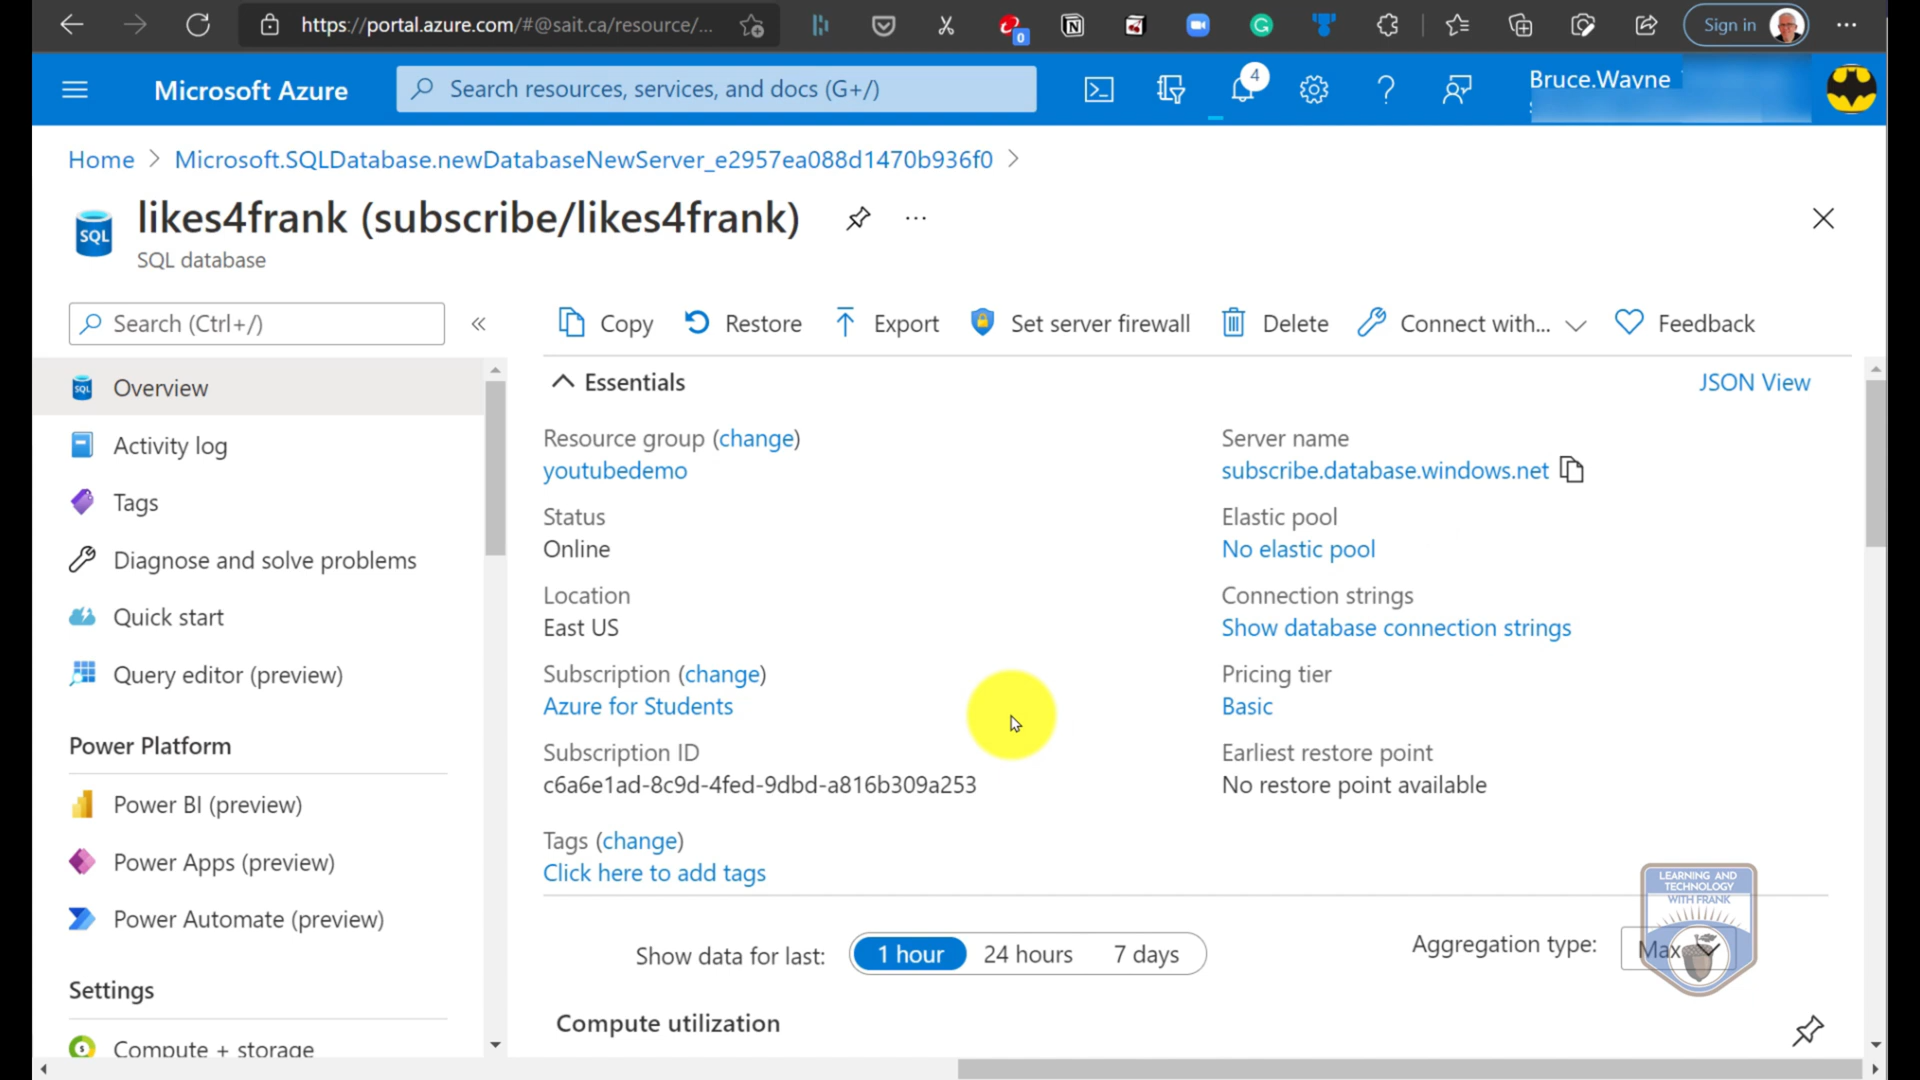 https://portal.azure.com/#@sait.ca/resource/...
0
Sign in
Microsoft Azure
Search resources, services, and docs (G+/)
4
Bruce.Wayne
Home > Microsoft.SQLDatabase.newDatabaseNewServer_e2957ea088d1470b936f0 >
SQL
likes4frank (subscribe/likes4frank)
SQL database
Search (Ctrl+/)
Copy
Restore
Export
Set server firewall
Delete
Connect with...
Feedback
SQL
Overview
Activity log
Tags
Diagnose and solve problems
Quick start
Query editor (preview)
Power Platform
Power BI (preview)
Power Apps (preview)
Power Automate (preview)
Settings
Compute + storage
Essentials
JSON View
Resource group (change)
youtubedemo
Status
Online
Location
East US
Subscription (change)
Azure for Students
Subscription ID
c6a6e1ad-8c9d-4fed-9dbd-a816b309a253
Tags (change)
Click here to add tags
Server name
subscribe.database.windows.net
Elastic pool
No elastic pool
Connection strings
Show database connection strings
Pricing tier
Basic
Earliest restore point
No restore point available
Show data for last:
1 hour
24 hours
7 days
Aggregation type:
Max
LEARNING AND
TECHNOLOGY
WITH FRANK
Compute utilization